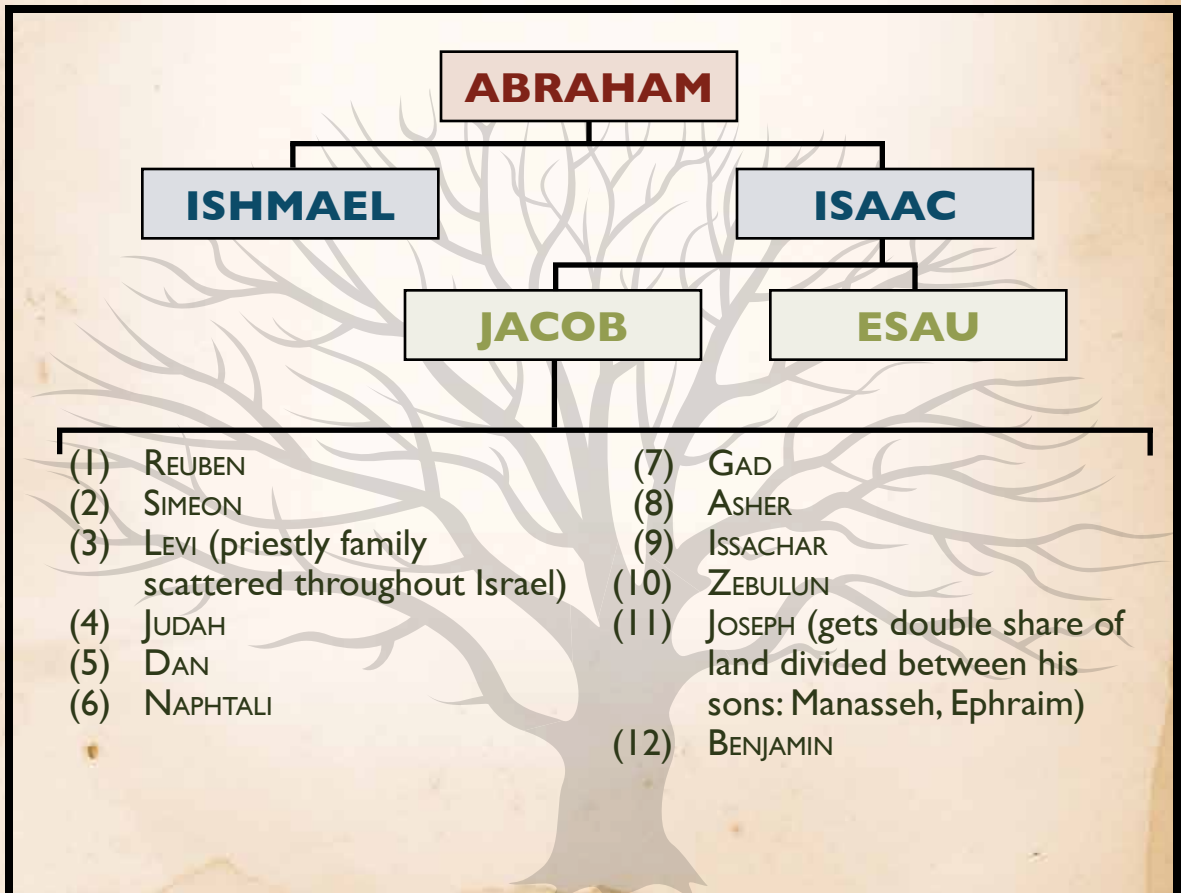 ABRAHAM
ISHMAEL
ISAAC
JACOB
ESAU
(1) REUBEN
(2) SIMEON
(3) LEVI (priestly family
scattered throughout Israel)
(4) JUDAH
(5) DAN
(6) NAPHTALI
(7) GAD
(8) ASHER
(9) ISSACHAR
(10) ZEBULUN
(11) JOSEPH (gets double share of
land divided between his
sons: Manasseh, Ephraim)
(12) BENJAMIN